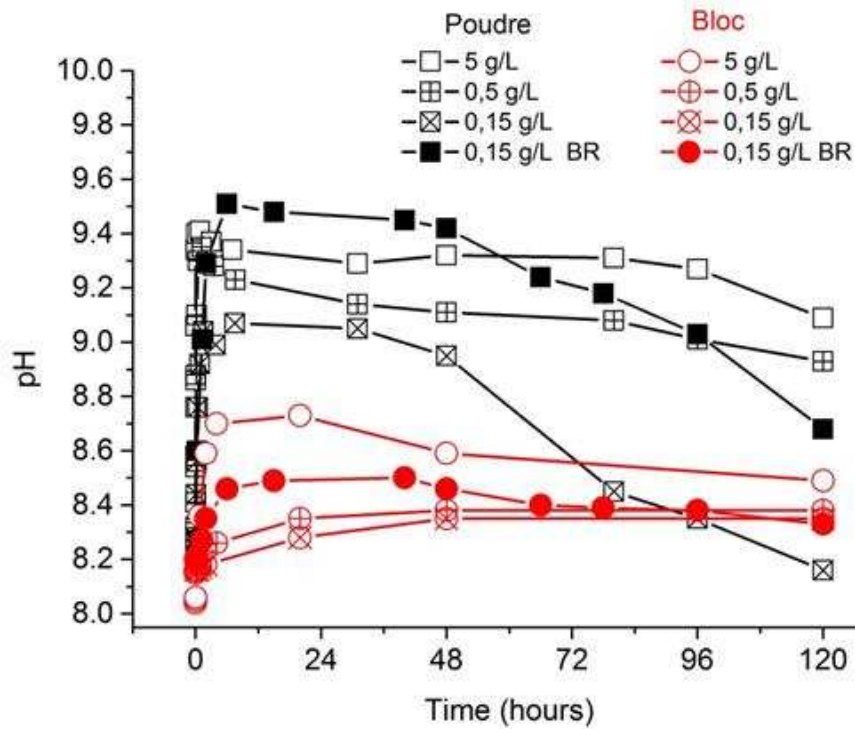 Poudre Bloc
5 g/L 5 g/L
0,5 g/L 0,5 g/L
0,15 g/L 0,15 g/L
0,15 g/L BR 0,15 g/L BR
10.0
9.8
9.6
9.4
9.2
9.0
8.8
8.6
8.4
8.2
8.0
pH
0 24 48 72 96 120
Time (hours)